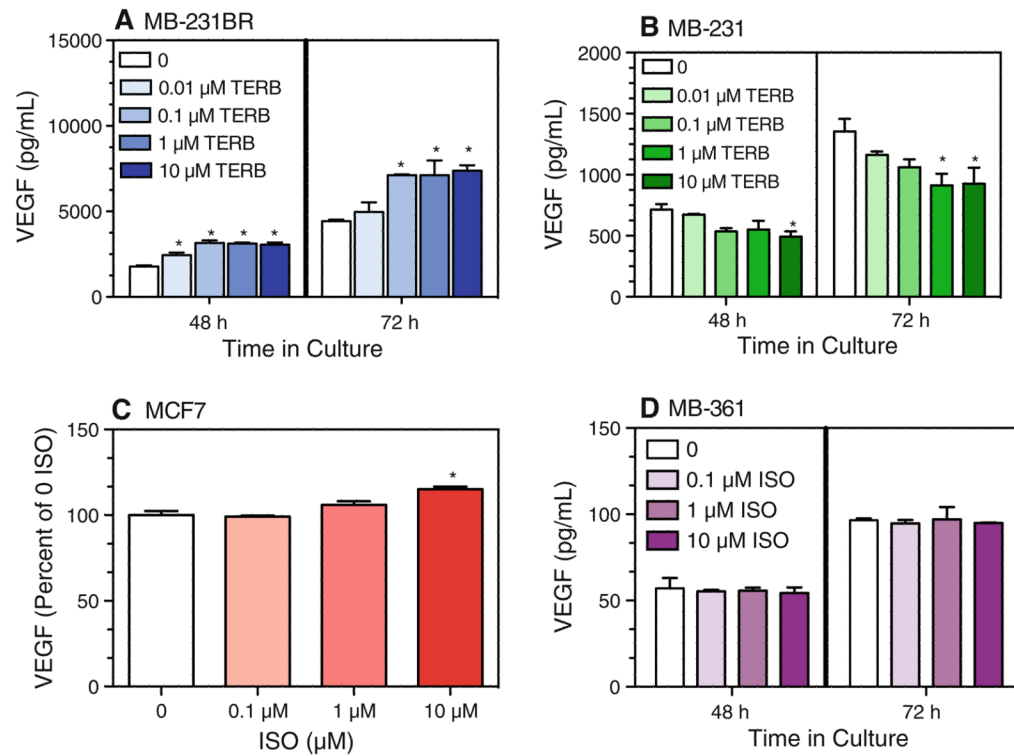 A MB-231BR
15000
10000
5000
0
VEGF (pg/mL)
0
0.01 µM TERB
0.1 µM TERB
1 µM TERB
10 µM TERB
* * * *
* * *
48 h 72 h
Time in Culture
B MB-231
2000
1500
1000
500
0
VEGF (pg/mL)
0
0.01 µM TERB
0.1 µM TERB
1 µM TERB
10 µM TERB
*
* *
48 h 72 h
Time in Culture
C MCF7
150
100
50
0
VEGF (Percent of 0 ISO)
*
0 0.1 µM 1 µM 10 µM
ISO (µM)
D MB-361
150
100
50
0
VEGF (pg/mL)
0
0.1 µM ISO
1 µM ISO
10 µM ISO
48 h 72 h
Time in Culture